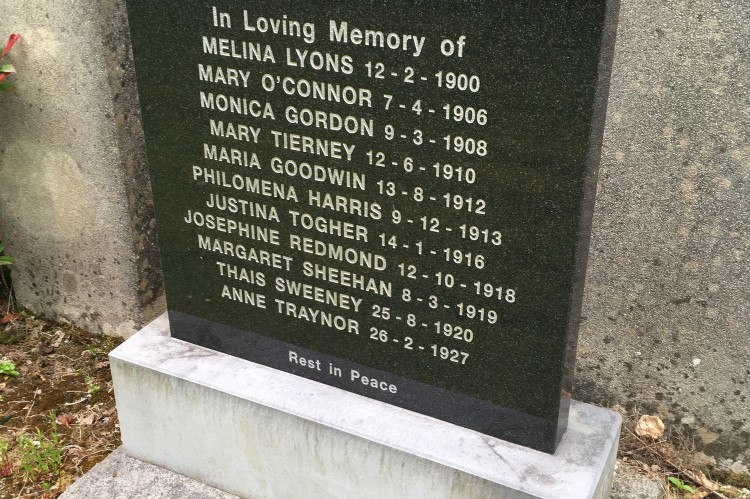 In Loving Memory of
MELINA LYONS 12-2-1900
MARY O'CONNOR 7-4-1906
MONICA GORDON 9-3-1908
MARY TIERNEY 12-6-1910
MARIA GOODWIN 13-8-1912
PHILOMENA HARRIS 9-12-1913
JUSTINA TOGHER 14-1-1916
JOSEPHINE REDMOND 12-10-1918
MARGARET SHEEHAN 8-3-1919
THAIS SWEENEY 25-8-1920
ANNE TRAYNOR 26-2-1927
Rest in Peace